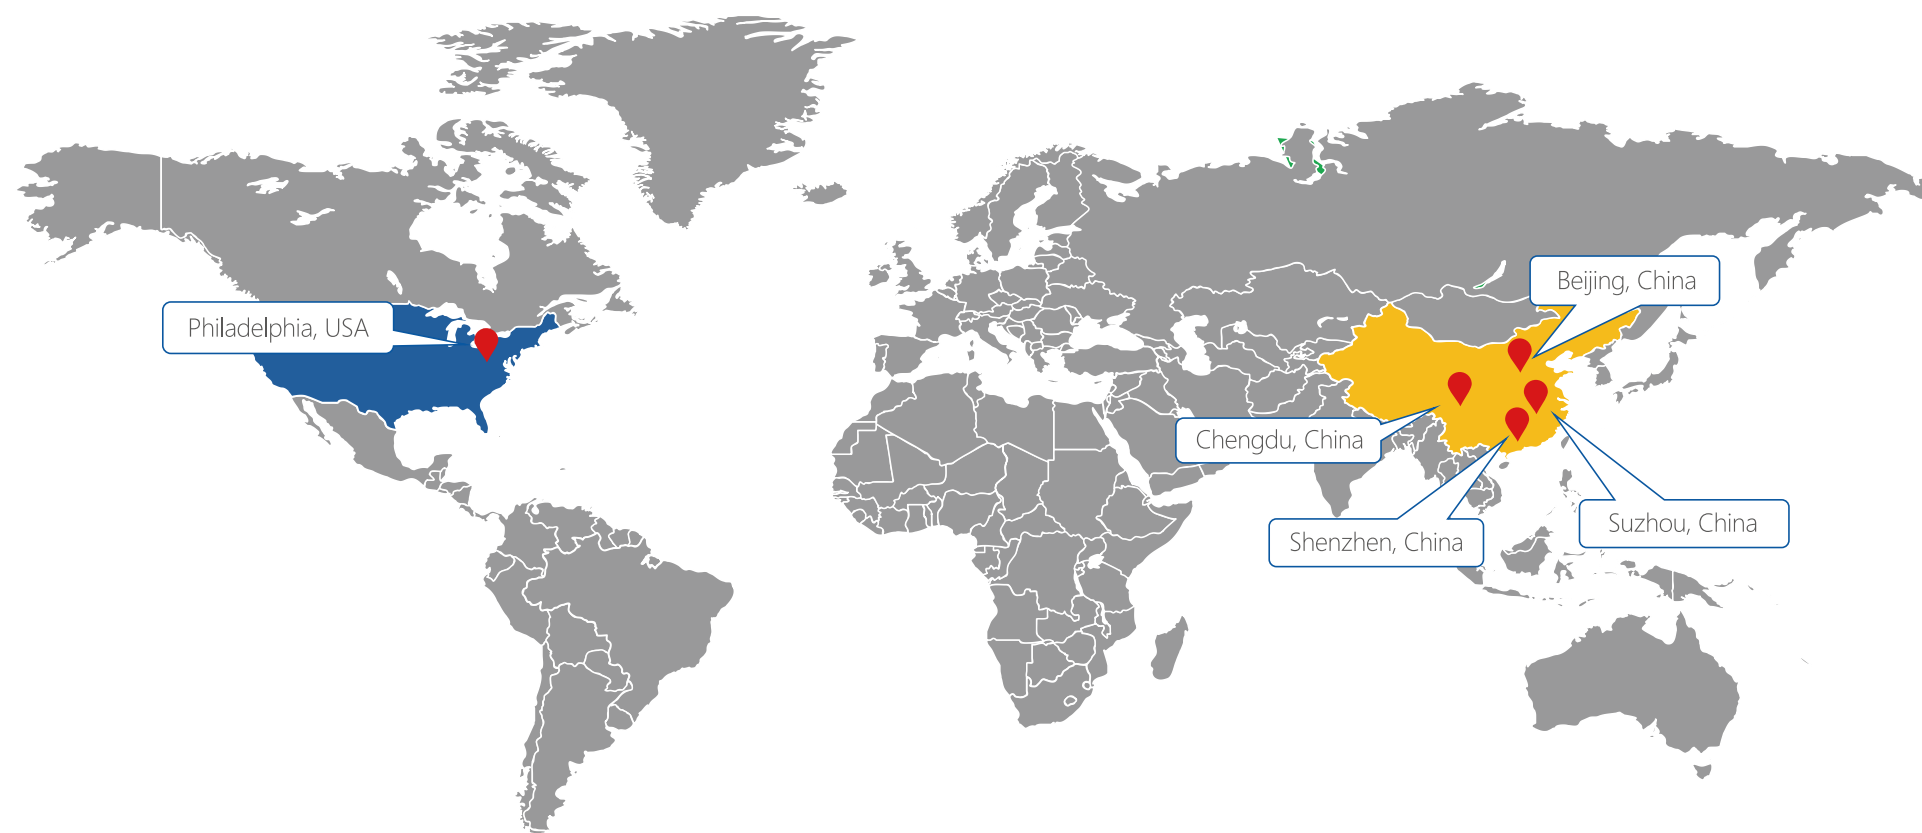 Beijing, China
Philadelphia, USA
Chengdu, China
Suzhou, China
Shenzhen, China